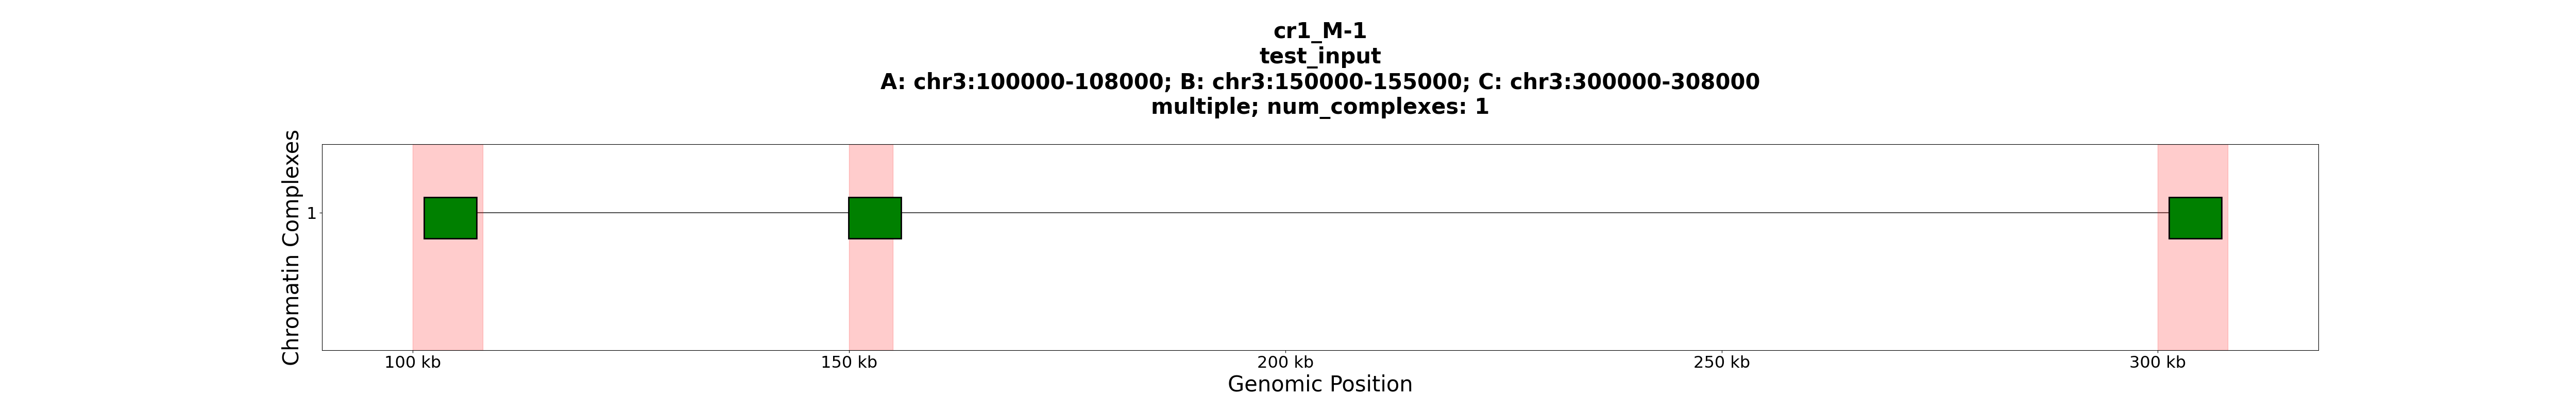 cr1_M-1
test_input
A: chr3:100000-108000; B: chr3:150000-155000; C: chr3:300000-308000
multiple; num_complexes: 1
Chromatin Complexes
1
100 kb 150 kb 200 kb 250 kb 300 kb
Genomic Position